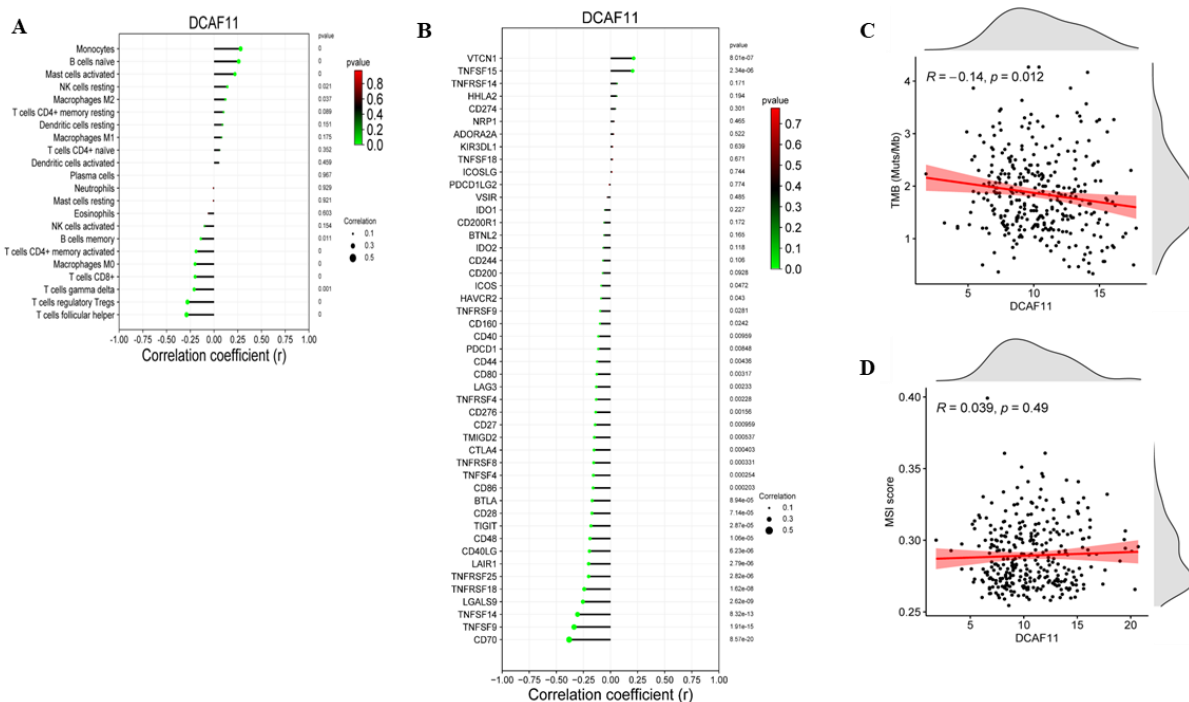 A
DCAF11
pvalue
Monocytes 0
B cells naïve 0
Mast cells activated 0
NK cells resting 0.021
Macrophages M2 0.037
T cells CD4+ memory resting 0.089
Dendritic cells resting 0.151
Macrophages M1 0.175
T cells CD4+ naïve 0.352
Dendritic cells activated 0.459
Plasma cells 0.967
Neutrophils 0.929
Mast cells resting 0.921
Eosinophils 0.603
NK cells activated 0.154
B cells memory 0.011
T cells CD4+ memory activated 0
Macrophages M0 0
T cells CD8+ 0
T cells gamma delta 0.001
T cells regulatory Tregs 0
T cells follicular helper 0
-1.00 -0.75 -0.50 -0.25 0.00 0.25 0.50 0.75 1.00
Correlation coefficient (r)
pvalue
0.8
0.6
0.4
0.2
0.0
Correlation
0.1
0.3
0.5
B
DCAF11
pvalue
VTCN1 8.01e-07
TNFSF15 2.34e-06
TNFRSF14 0.171
HHLA2 0.194
CD274 0.301
NRP1 0.465
ADORA2A 0.522
KIR3DL1 0.639
TNFSF18 0.671
ICOSLG 0.744
PDCD1LG2 0.774
VSIR 0.485
IDO1 0.227
CD200R1 0.172
BTNL2 0.165
IDO2 0.118
CD244 0.106
CD200 0.0928
ICOS 0.0472
HAVCR2 0.043
TNFRSF9 0.0281
CD160 0.0242
CD40 0.00959
PDCD1 0.00848
CD44 0.00436
CD80 0.00317
LAG3 0.00233
TNFRSF4 0.00228
CD276 0.00156
CD27 0.000959
TMIGD2 0.000537
CTLA4 0.000403
TNFRSF8 0.000331
TNFSF4 0.000254
CD86 0.000203
BTLA 8.94e-05
CD28 7.14e-05
TIGIT 2.87e-05
CD48 1.06e-05
CD40LG 6.23e-06
LAIR1 2.79e-06
TNFRSF25 2.82e-06
TNFRSF18 1.62e-08
LGALS9 2.62e-09
TNFSF14 8.32e-13
TNFSF9 1.91e-15
CD70 8.57e-20
−1.00 −0.75 −0.50 −0.25 0.00 0.25 0.50 0.75 1.00
Correlation coefficient (r)
pvalue
0.7
0.6
0.5
0.4
0.3
0.2
0.1
0.0
Correlation
0.1
0.3
0.5
C
R = −0.14, p = 0.012
TMB (Muts/Mb)
4
3
2
1
5 10 15
DCAF11
D
R = 0.039, p = 0.49
MSI score
0.40
0.35
0.30
0.25
5 10 15 20
DCAF11